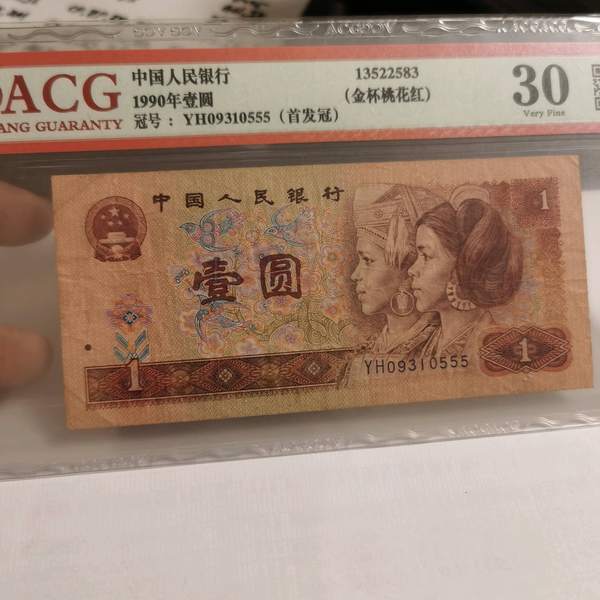 ACG
ANG GUARANTY
中国人民银行
1990年壹圆
冠号： YH09310555（首发冠）
13522583
（金杯桃花红）
30
Very Fine
中国人民银行
1
壹圆
YH09310555
1
1